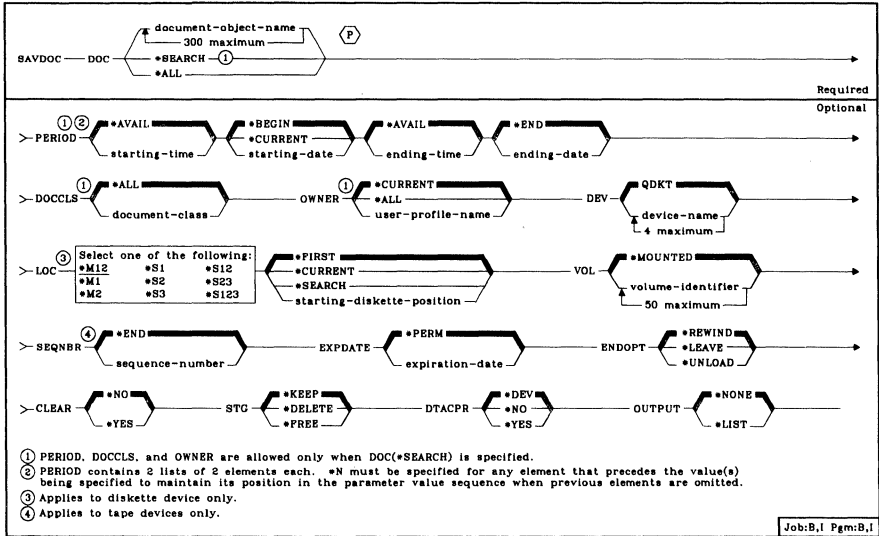 document-object-name
300 maximum
P
SAVDOC DOC *SEARCH 1
*ALL
Required
Optional
1 2 *AVAIL *BEGIN *AVAIL *END
PERIOD *CURRENT
starting-time starting-date ending-time ending-date
1 *ALL 1 *CURRENT QDKT
DOCCLS OWNER *ALL DEV device-name
document-class user-profile-name 4 maximum
3 Select one of the following: *FIRST *MOUNTED
LOC *M12 *S1 *S12 *CURRENT VOL
*M1 *S2 *S23 *SEARCH volume-identifier
*M2 *S3 *S123 starting-diskette-position 50 maximum
4 *END *PERM *REWIND
SEQNBR EXPDATE ENDOPT *LEAVE
sequence-number expiration-date *UNLOAD
*NO *KEEP *DEV *NONE
CLEAR STG *DELETE DTACPR *NO OUTPUT
*YES *FREE *YES *LIST
1 PERIOD, DOCCLS, and OWNER are allowed only when DOC(*SEARCH) is specified.
2 PERIOD contains 2 lists of 2 elements each. *N must be specified for any element that precedes the value(s)
being specified to maintain its position in the parameter value sequence when previous elements are omitted.
3 Applies to diskette device only.
4 Applies to tape devices only.
Job:B,I Pgm:B,I